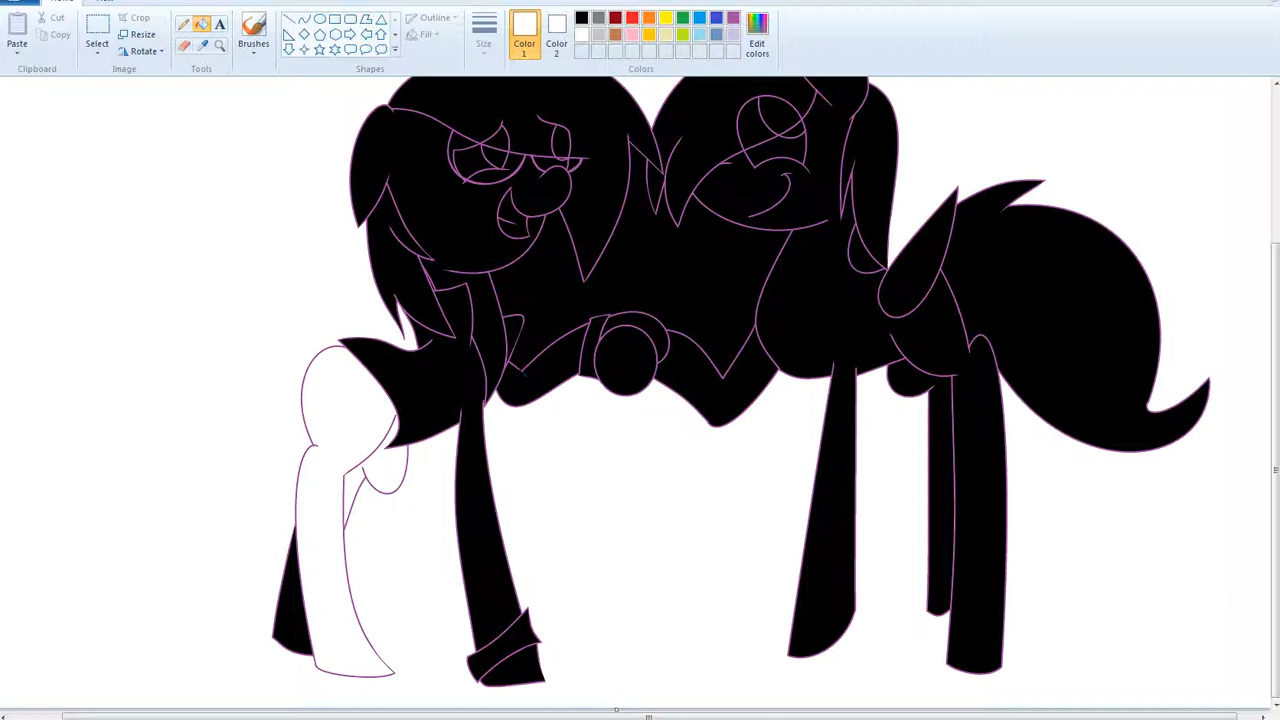 Cut
Copy
Paste
Clipboard
Select
Crop
Resize
Rotate
Image
A
Tools
Brushes
Outline
Fill
Shapes
Size
Color
1
Color
2
Edit
colors
Colors